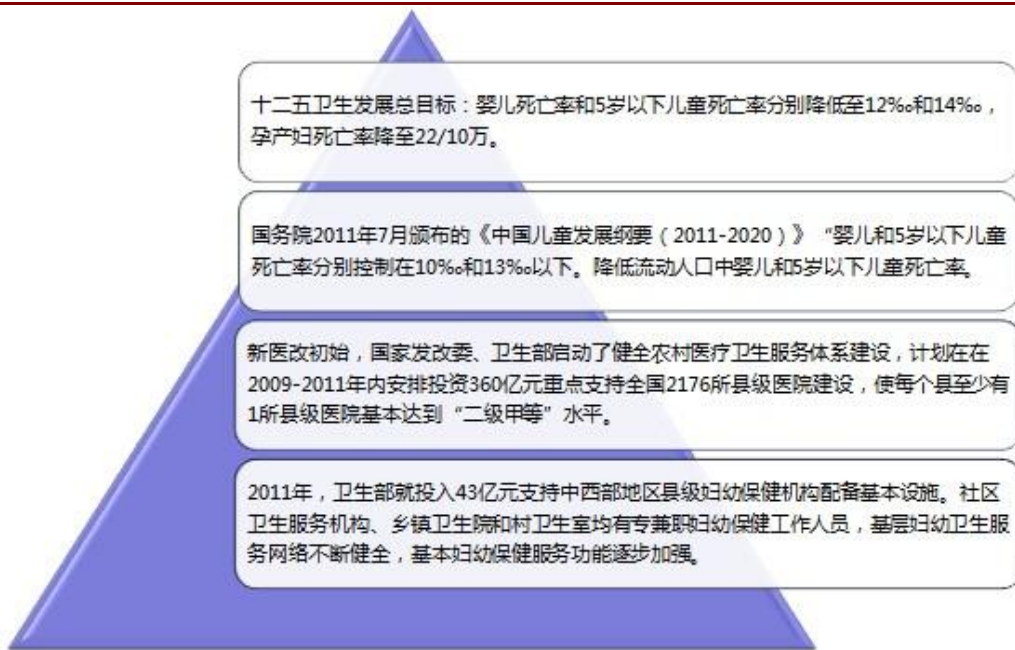 十二五卫生发展总目标：婴儿死亡率和5岁以下儿童死亡率分别降低至12‰和14‰，
孕产妇死亡率降至22/10万。
国务院2011年7月颁布的《中国儿童发展纲要（2011-2020）》“婴儿和5岁以下儿童
死亡率分别控制在10‰和13‰以下。降低流动人口中婴儿和5岁以下儿童死亡率。
新医改初始，国家发改委、卫生部启动了健全农村医疗卫生服务体系建设，计划在在
2009-2011年内安排投资360亿元重点支持全国2176所县级医院建设，使每个县至少有
1所县级医院基本达到“二级甲等”水平。
2011年，卫生部就投入43亿元支持中西部地区县级妇幼保健机构配备基本设施。社区
卫生服务机构、乡镇卫生院和村卫生室均有专兼职妇幼保健工作人员，基层妇幼卫生服
务网络不断健全，基本妇幼保健服务功能逐步加强。